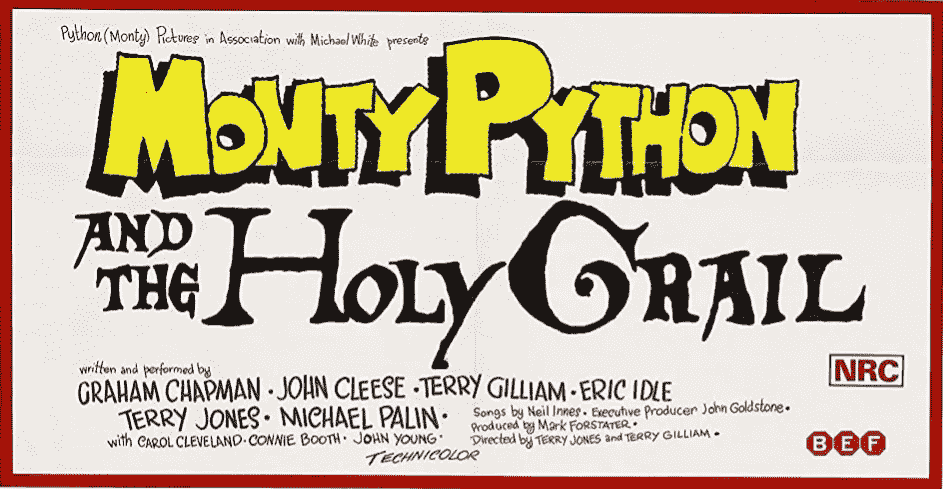 Python (Monty) Pictures in Association with Michael White presents
MONTY PYTHON
AND
THE HOLY GRAIL
written and performed by
GRAHAM CHAPMAN · JOHN CLEESE · TERRY GILLIAM · ERIC IDLE
TERRY JONES · MICHAEL PALIN ·
with CAROL CLEVELAND · CONNIE BOOTH · JOHN YOUNG ·
Songs by Neil Innes · Executive Producer John Goldstone ·
Produced by Mark FORSTATER ·
Directed by TERRY JONES and TERRY GILLIAM ·
TECHNICOLOR
NRC
BEF